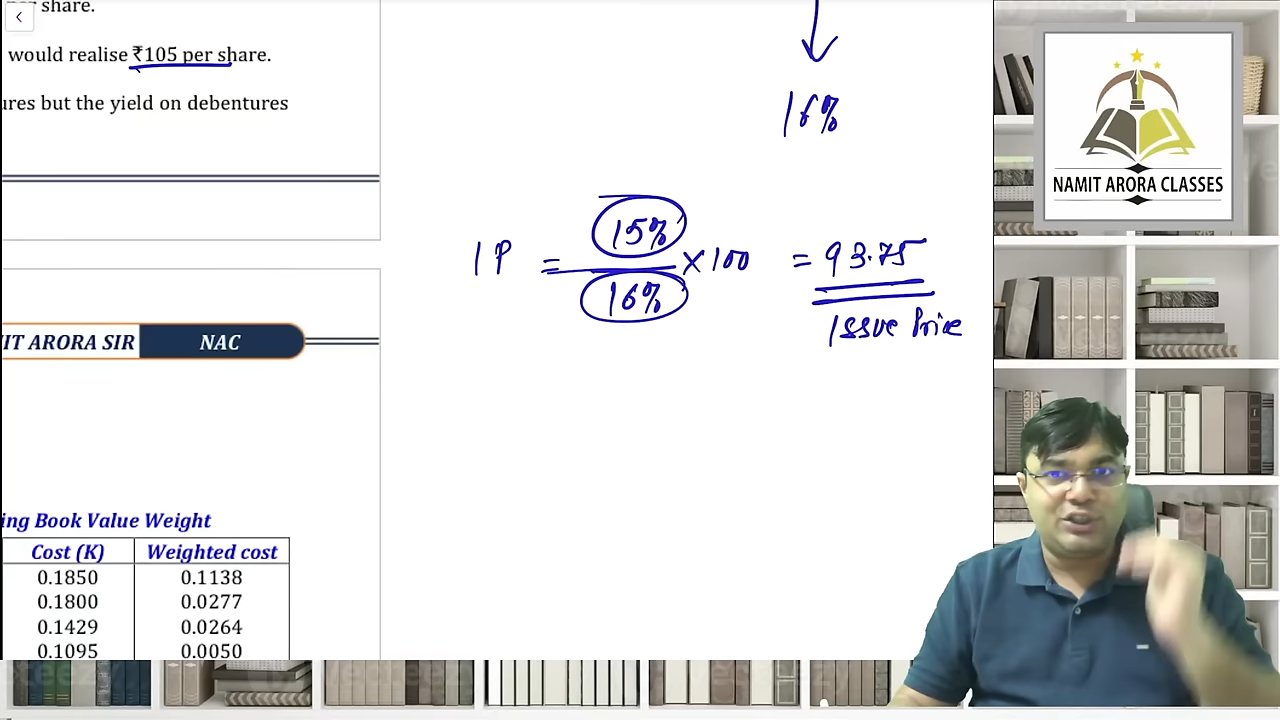 share.
would realise ₹105 per share.
ures but the yield on debentures
16%
IP = 15% / 16% × 100 = 93.75
Issue Price
IT ARORA SIR NAC
ing Book Value Weight
Cost (K) Weighted cost
0.1850 0.1138
0.1800 0.0277
0.1429 0.0264
0.1095 0.0050
NAMIT ARORA CLASSES